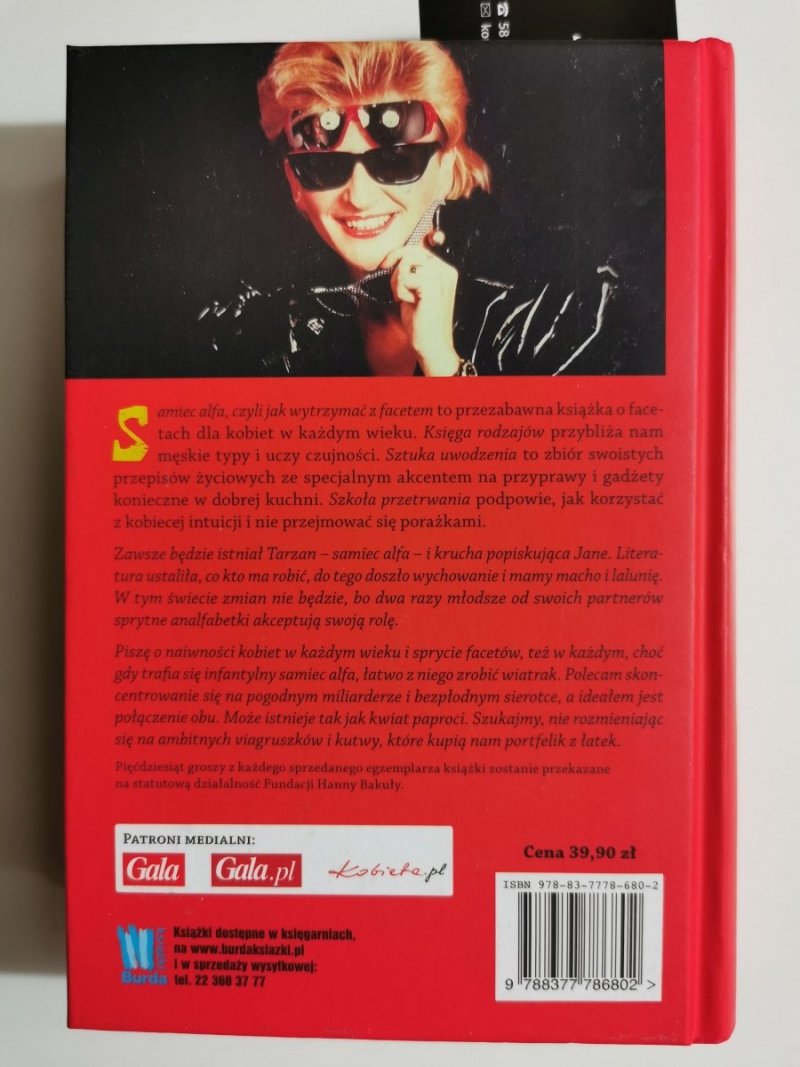 58
ko
Samiec alfa, czyli jak wytrzymać z facetem to przezabawna książka o face-
tach dla kobiet w każdym wieku. Księga rodzajów przybliża nam
męskie typy i uczy czujności. Sztuka uwodzenia to zbiór swoistych
przepisów życiowych ze specjalnym akcentem na przyprawy i gadżety
konieczne w dobrej kuchni. Szkoła przetrwania podpowie, jak korzystać
z kobiecej intuicji i nie przejmować się porażkami.
Zawsze będzie istniał Tarzan – samiec alfa – i krucha popiskująca Jane. Litera-
tura ustaliła, co kto ma robić, do tego doszło wychowanie i mamy macho i lalunię.
W tym świecie zmian nie będzie, bo dwa razy młodsze od swoich partnerów
sprytne analfabetki akceptują swoją rolę.
Piszę o naiwności kobiet w każdym wieku i sprycie facetów, też w każdym, choć
gdy trafia się infantylny samiec alfa, łatwo z niego zrobić wiatrak. Polecam skon-
centrowanie się na pogodnym miliarderze i bezpłodnym sierotce, a ideałem jest
połączenie obu. Może istnieje tak jak kwiat paproci. Szukajmy, nie rozmieniając
się na ambitnych viagruszków i kutwy, które kupią nam portfelik z łatek.
Pięćdziesiąt groszy z każdego sprzedanego egzemplarza książki zostanie przekazane
na statutową działalność Fundacji Hanny Bakuły.
Patroni medialni:
Gala Gala.pl Kobieta.pl
Cena 39,90 zł
ISBN 978-83-7778-680-2
9 788377 786802 >
Książki
Burda
Książki dostępne w księgarniach,
na www.burdaksiazki.pl
i w sprzedaży wysyłkowej:
tel. 22 360 37 77